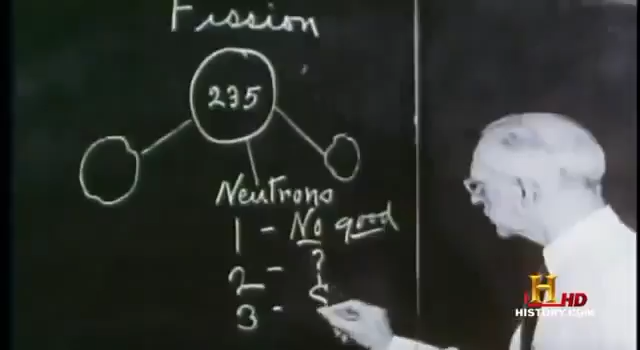 Fission
235
Neutrons
1 - No good
2 - ?
3 -
H HD
HISTORY.COM